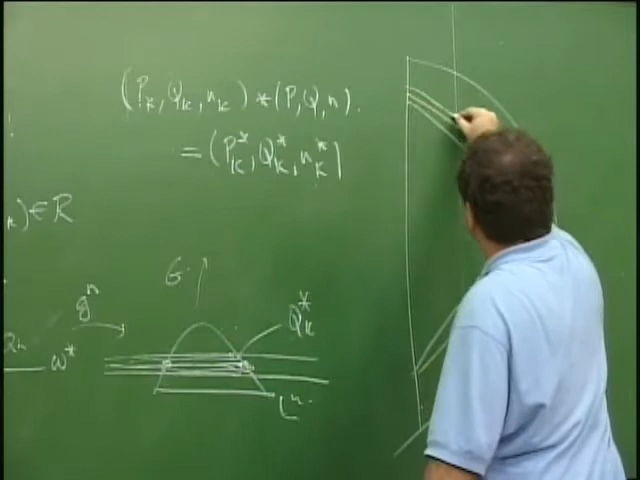 (P_k, Q_k, n_k) * (P, Q, n).
= (P_k^*, Q_k^*, n_k^*)
) ∈ R
G
g^n
Q_k^*
ω^*